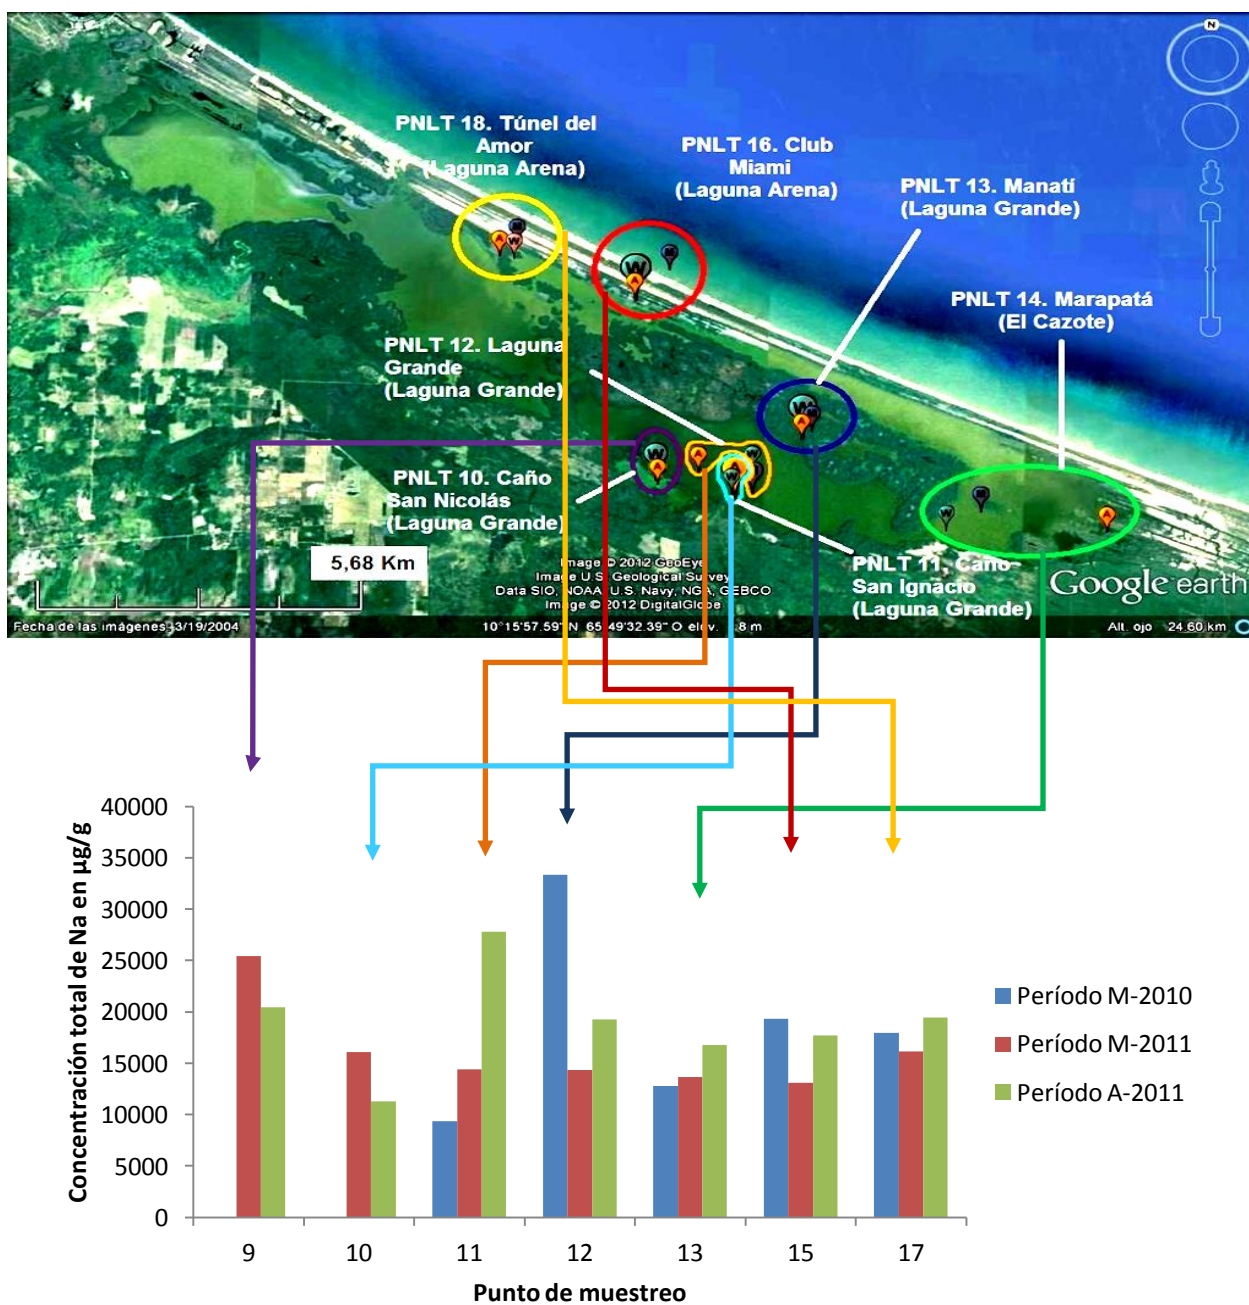 N
PNLT 18. Túnel del
Amor
(Laguna Arena)
PNLT 16. Club
Miami
(Laguna Arena)
PNLT 13. Manatí
(Laguna Grande)
PNLT 14. Marapatá
(El Cazote)
PNLT 12. Laguna
Grande
(Laguna Grande)
PNLT 10. Caño
San Nicolás
(Laguna Grande)
PNLT 11, Caño
San Ignacio
(Laguna Grande)
5,68 Km
Image © 2012 GeoEye
Image U.S. Geological Survey
Data SIO, NOAA, U.S. Navy, NGA, GEBCO
Image © 2012 DigitalGlobe
Google earth
Fecha de las imágenes: 3/19/2004
10°15'57.59" N 65°49'32.39" O elev.
8 m
Alt. ojo 24.60 km
Concentración total de Na en µg/g
40000
35000
30000
25000
20000
15000
10000
5000
0
9 10 11 12 13 15 17
Punto de muestreo
Período M-2010
Período M-2011
Período A-2011